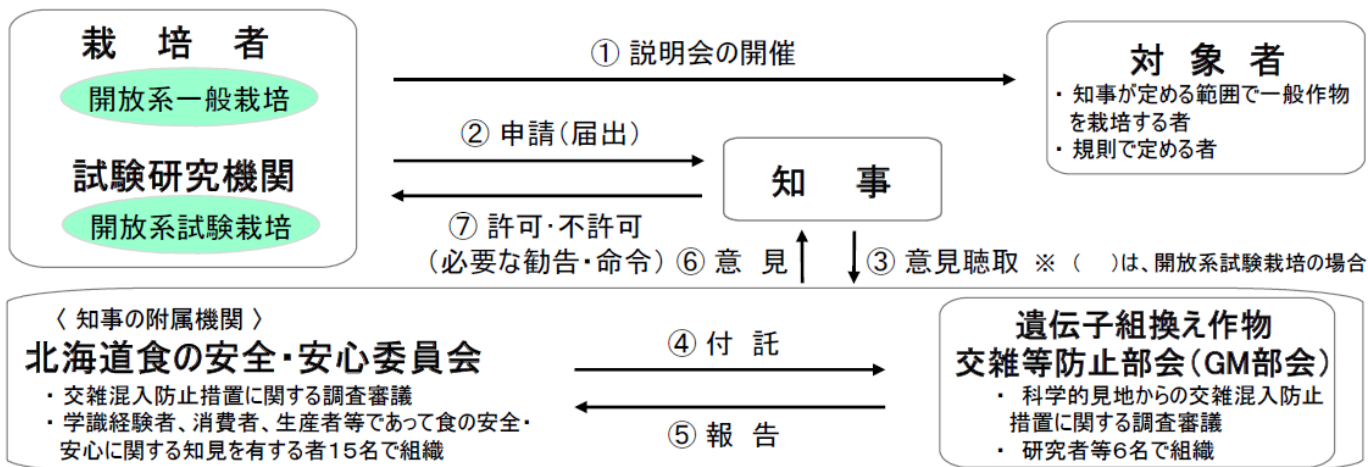 栽 培 者
開放系一般栽培
試験研究機関
開放系試験栽培
① 説明会の開催
対 象 者
・ 知事が定める範囲で一般作物
を栽培する者
・ 規則で定める者
② 申請(届出)
知 事
⑦ 許可・不許可
(必要な勧告・命令)
⑥ 意 見
③ 意見聴取
※ ( )は、開放系試験栽培の場合
〈 知事の附属機関 〉
北海道食の安全・安心委員会
・ 交雑混入防止措置に関する調査審議
・ 学識経験者、消費者、生産者等であって食の安全・
安心に関する知見を有する者15名で組織
④ 付 託
⑤ 報 告
遺伝子組換え作物
交雑等防止部会(GM部会)
・ 科学的見地からの交雑混入防止
措置に関する調査審議
・ 研究者等6名で組織